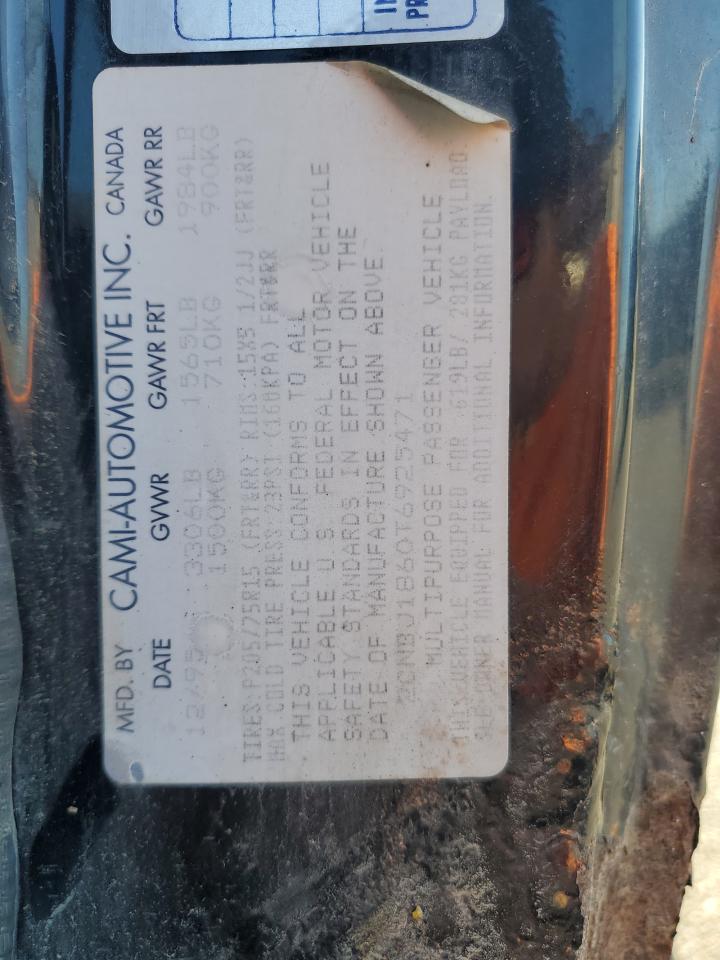 MFD. BY CAMI-AUTOMOTIVE INC. CANADA
DATE GVWR GAWR FRT GAWR RR
12/95 3306LB 1565LB 1984LB
1500KG 710KG 900KG
TIRES:P205/75R15 (FRT&RR) RIMS:15X5 1/2JJ (FRT&RR)
MAX COLD TIRE PRESS:23PSI (160KPA) FRT&RR
THIS VEHICLE CONFORMS TO ALL
APPLICABLE U S FEDERAL MOTOR VEHICLE
SAFETY STANDARDS IN EFFECT ON THE
DATE OF MANUFACTURE SHOWN ABOVE
2CNBJ1860T6925471
MULTIPURPOSE PASSENGER VEHICLE
THIS VEHICLE EQUIPPED FOR 619LB/ 281KG PAYLOAD.
SEE OWNER MANUAL FOR ADDITIONAL INFORMATION.